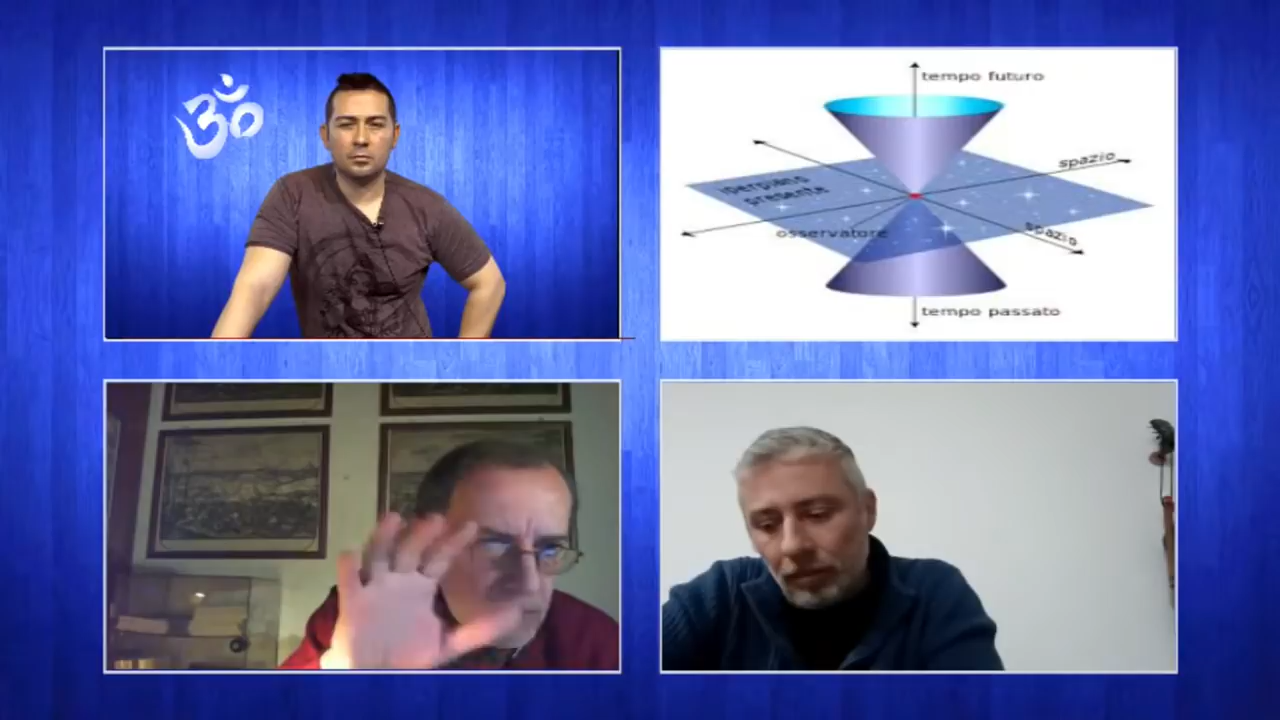 ॐ
tempo futuro
spazio
iperpiano
presente
osservatore
spazio
tempo passato